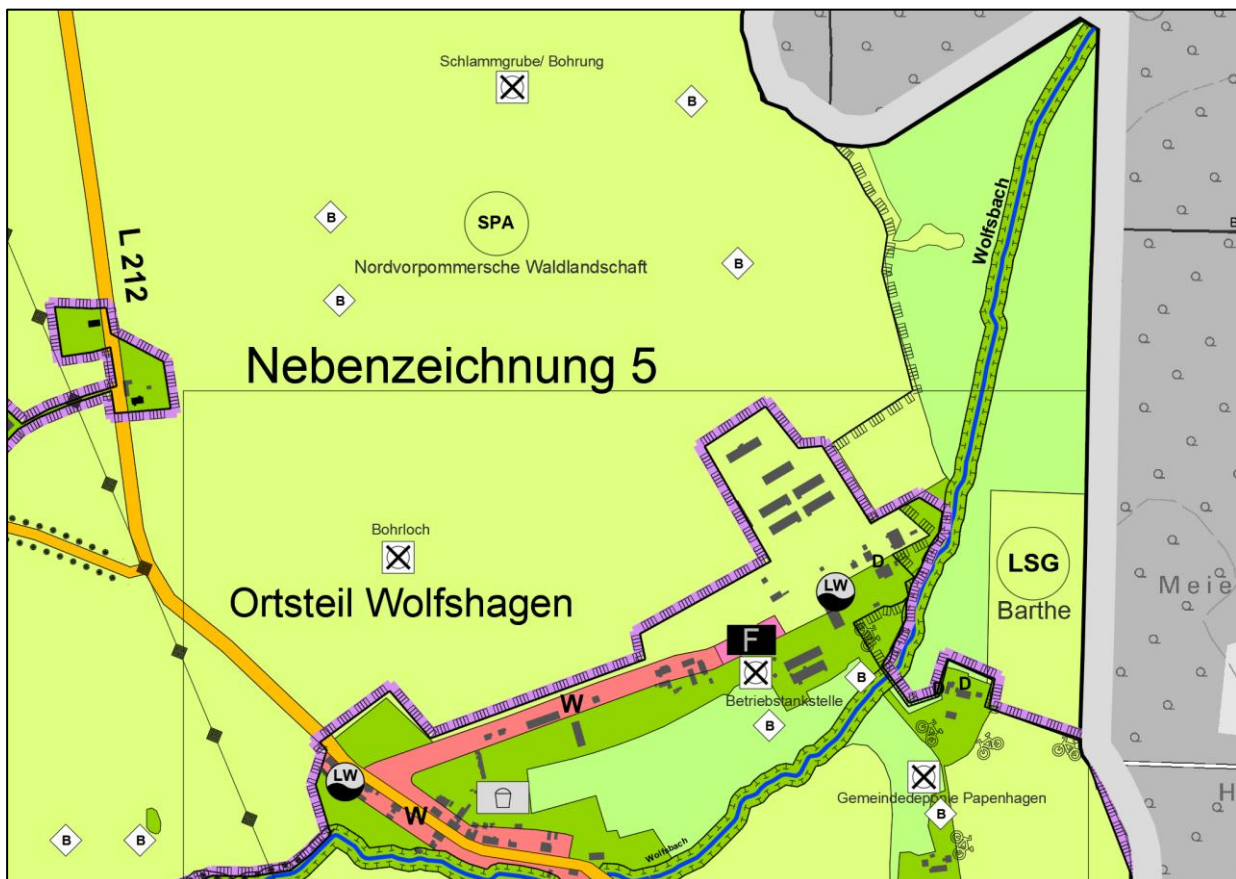 Schlammgrube/ Bohrung
B
B
SPA
Wolfsbach
B
L 212
Nordvorpommersche Waldlandschaft
B
B
Nebenzeichnung 5
Bohrloch
D
LSG
LW
Meie
Ortsteil Wolfshagen
Barthe
F
B
D
D
Betriebstankstelle
W
B
LW
H
Gemeindedeponie Papenhagen
W
B
B
B
Wolfsbach